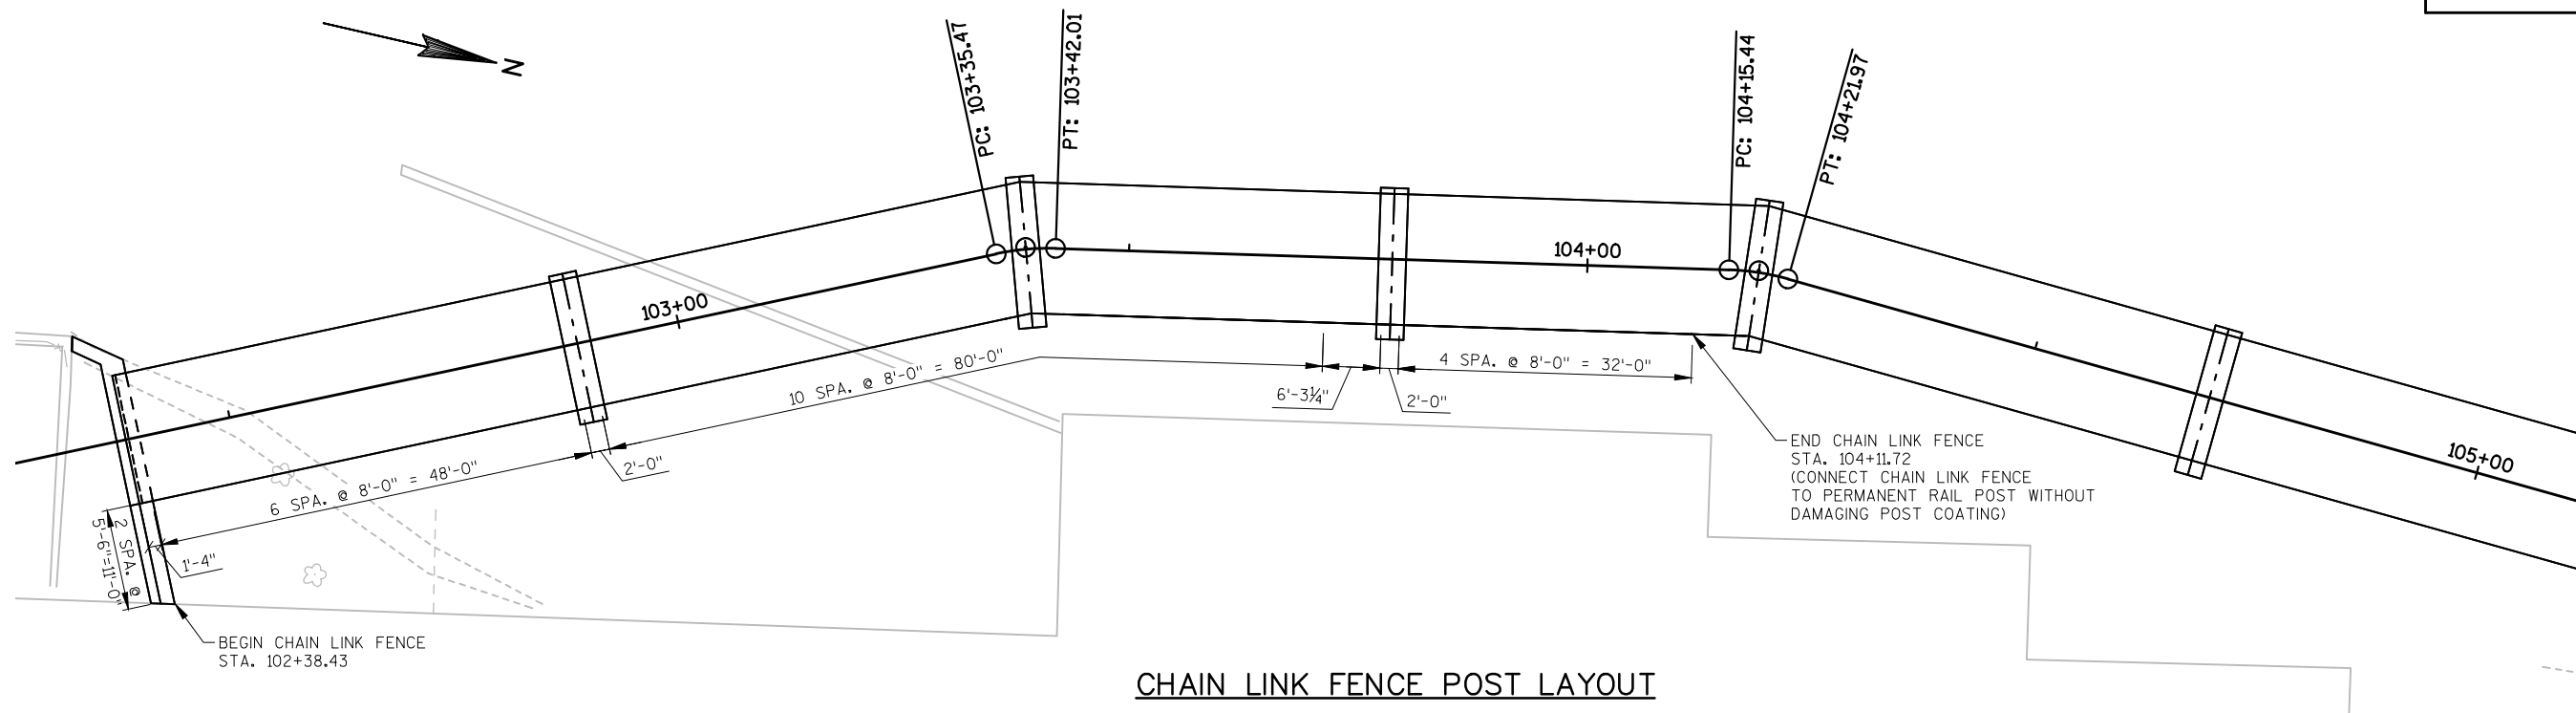 N
PC: 103+35.47
PT: 103+42.01
PC: 104+15.44
PT: 104+21.97
103+00
104+00
105+00
10 SPA. @ 8'-0" = 80'-0"
4 SPA. @ 8'-0" = 32'-0"
6'-3¼"
2'-0"
6 SPA. @ 8'-0" = 48'-0"
2'-0"
2 SPA. @
5'-6"=11'-0"
1'-4"
END CHAIN LINK FENCE
STA. 104+11.72
(CONNECT CHAIN LINK FENCE
TO PERMANENT RAIL POST WITHOUT
DAMAGING POST COATING)
BEGIN CHAIN LINK FENCE
STA. 102+38.43
CHAIN LINK FENCE POST LAYOUT